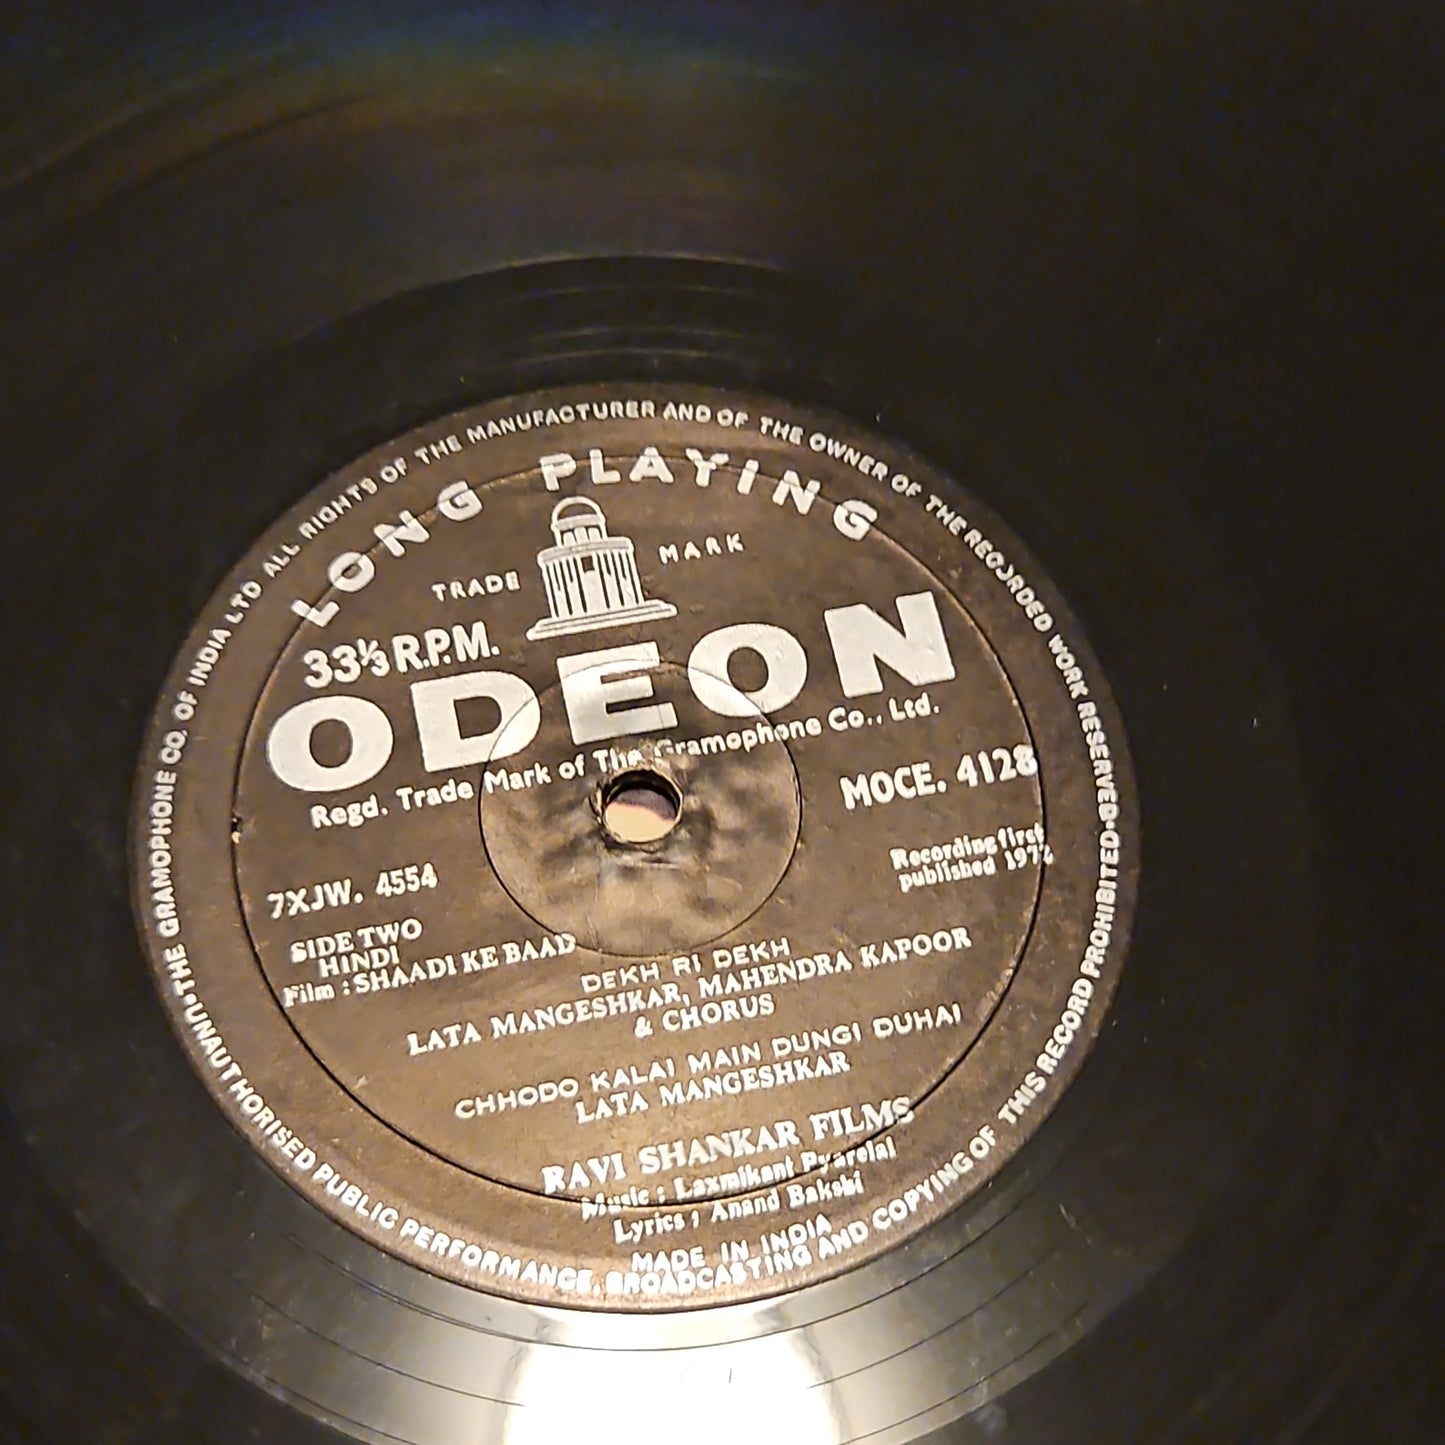 THE GRAMOPHONE CO. OF INDIA LTD ALL RIGHTS OF THE MANUFACTURER AND OF THE OWNER OF THE RECORDED WORK RESERVED
UNAUTHORISED PUBLIC PERFORMANCE, BROADCASTING AND COPYING OF THIS RECORD PROHIBITED
LONG PLAYING
TRADE MARK
33⅓ R.P.M.
ODEON
Regd. Trade Mark of The Gramophone Co., Ltd.
MOCE. 4128
Recording first
published
7XJW. 4554
SIDE TWO
HINDI
Film : SHAADI KE BAAD
DEKH RI DEKH
LATA MANGESHKAR, MAHENDRA KAPOOR
& CHORUS
CHHODO KALAI MAIN DUNGI DUHAI
LATA MANGESHKAR
RAVI SHANKAR FILMS
Music : Laxmikant Pyarelal
Lyrics : Anand Bakshi
MADE IN INDIA